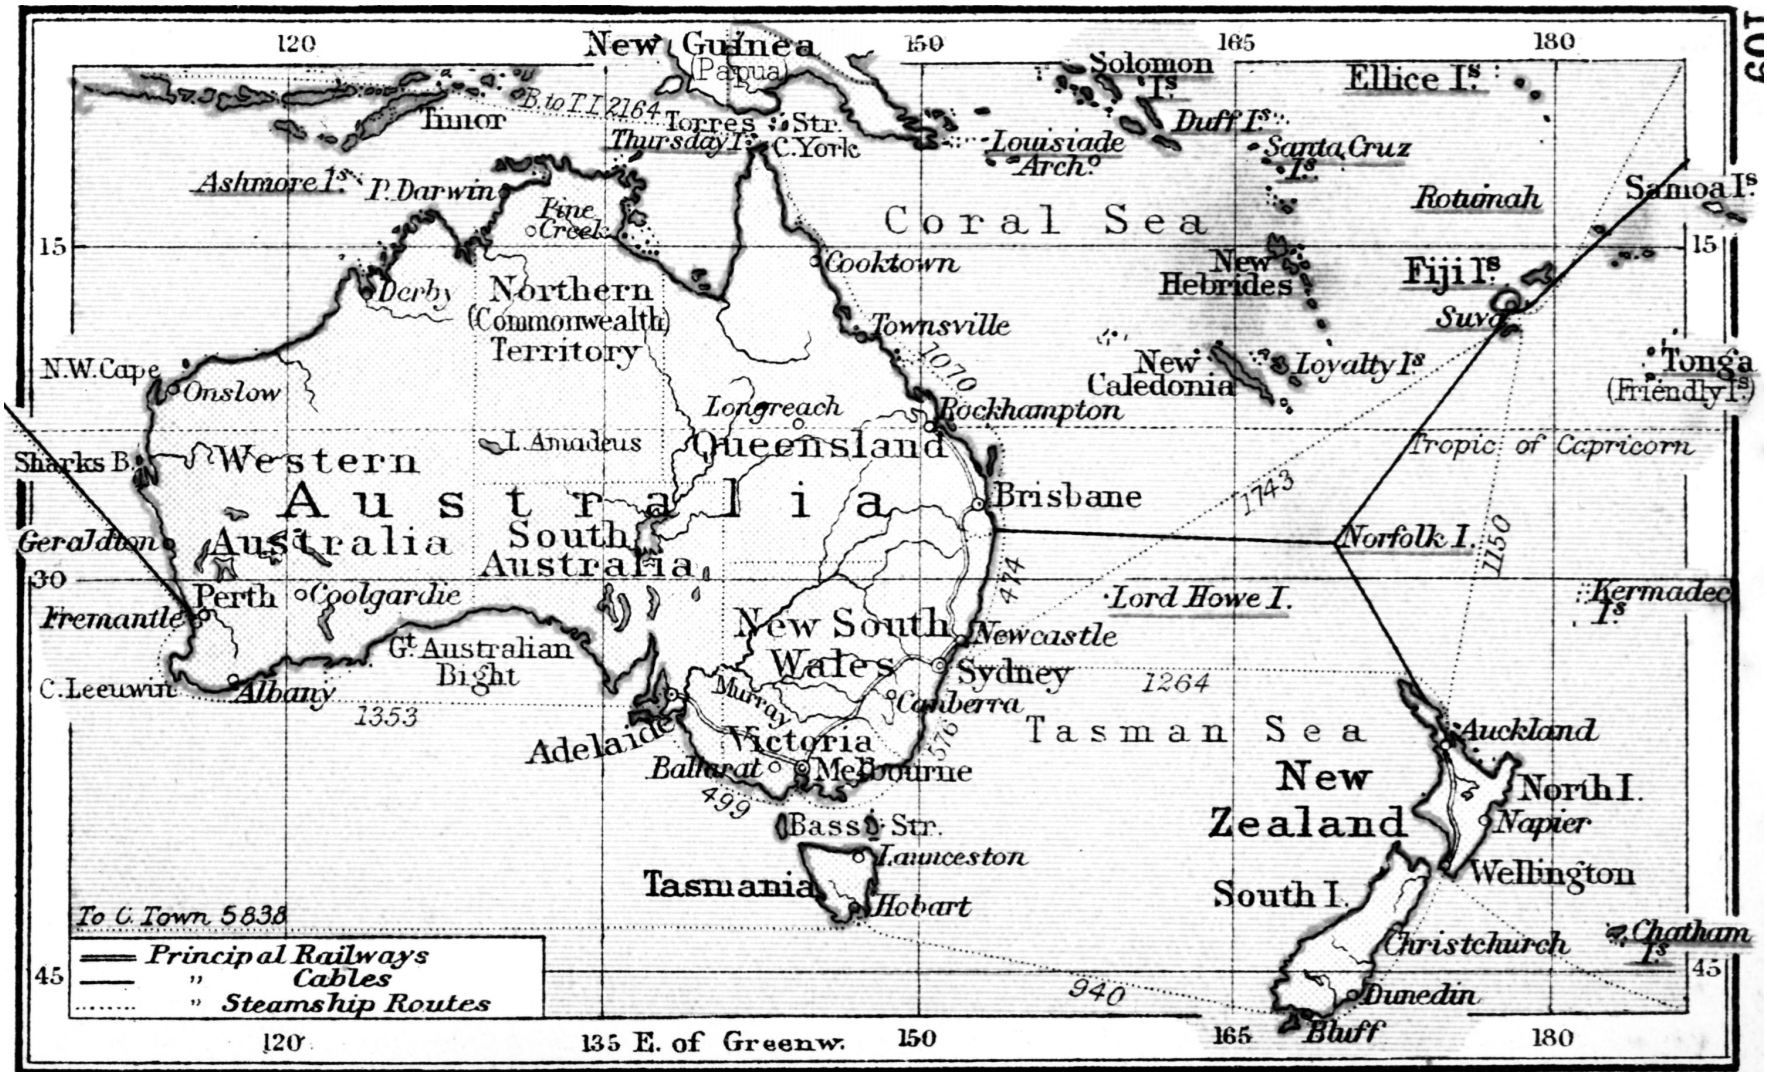 109
120
New Guinea
(Papua)
150
165
180
Solomon
Is.
Ellice Is.
B. to T.I. 2164
Timor
Torres Str.
Thursday I.
C. York
Duff Is.
Louisiade
Arch.
Santa Cruz
Is.
Ashmore Is.
P. Darwin
Pine
Creek
Rotumah
Samoa Is.
Coral Sea
15
15
Cooktown
New
Hebrides
Fiji Is.
Suva
Derby
Northern
(Commonwealth)
Territory
Townsville
1070
N.W. Cape
Onslow
New
Caledonia
Loyalty Is.
Tonga
(Friendly Is.)
Longreach
Rockhampton
L. Amadeus
Queensland
Tropic of Capricorn
Sharks B.
Western
Australia
Brisbane
1743
Geraldton
Australia
South
Australia
Norfolk I.
1150
30
474
Perth
Coolgardie
Fremantle
Lord Howe I.
Kermadec
Is.
New South
Wales
Newcastle
Sydney
Gt. Australian
Bight
C. Leeuwin
Albany
1353
Murray
Canberra
1264
Adelaide
Victoria
576
Tasman Sea
Auckland
Ballarat
Melbourne
499
New
Zealand
North I.
Napier
Bass Str.
Launceston
Tasmania
Hobart
Wellington
South I.
To C. Town 5838
Christchurch
Chatham
Is.
Principal Railways
" Cables
" Steamship Routes
45
45
940
Dunedin
Bluff
120
135 E. of Greenw.
150
165
180